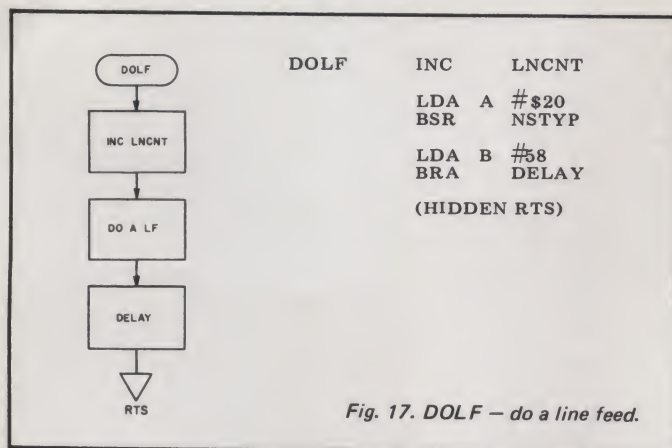 DOLF
INC LNCNT
DO A LF
DELAY
RTS
DOLF INC LNCNT
LDA A #$20
BSR NSTYP
LDA B #58
BRA DELAY
(HIDDEN RTS)
Fig. 17. DOLF — do a line feed.